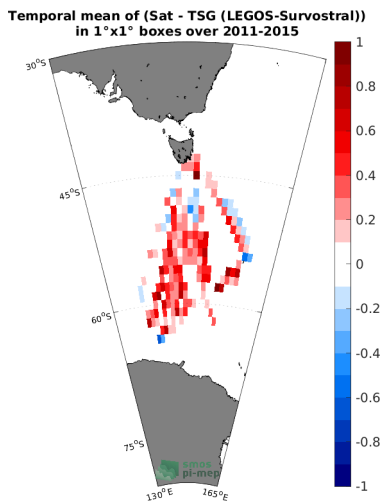 Temporal mean of (Sat - TSG (LEGOS-Survostral))
in 1°x1° boxes over 2011-2015
30°S
45°S
60°S
75°S
130°E
165°E
1
0.8
0.6
0.4
0.2
0
-0.2
-0.4
-0.6
-0.8
-1
smos
pi-mep